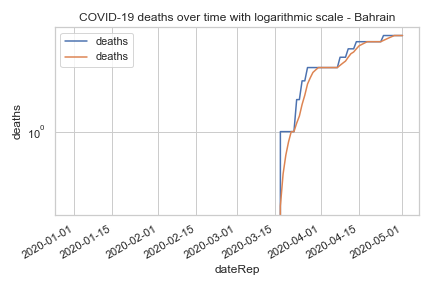 COVID-19 deaths over time with logarithmic scale - Bahrain
deaths
deaths
deaths
10^0
2020-01-01
2020-01-15
2020-02-01
2020-02-15
2020-03-01
2020-03-15
2020-04-01
2020-04-15
2020-05-01
dateRep